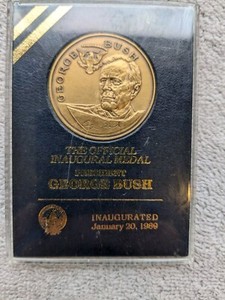 GEORGE BUSH
THE OFFICIAL
INAUGURAL MEDAL
PRESIDENT
GEORGE BUSH
INAUGURATED
January 20, 1989